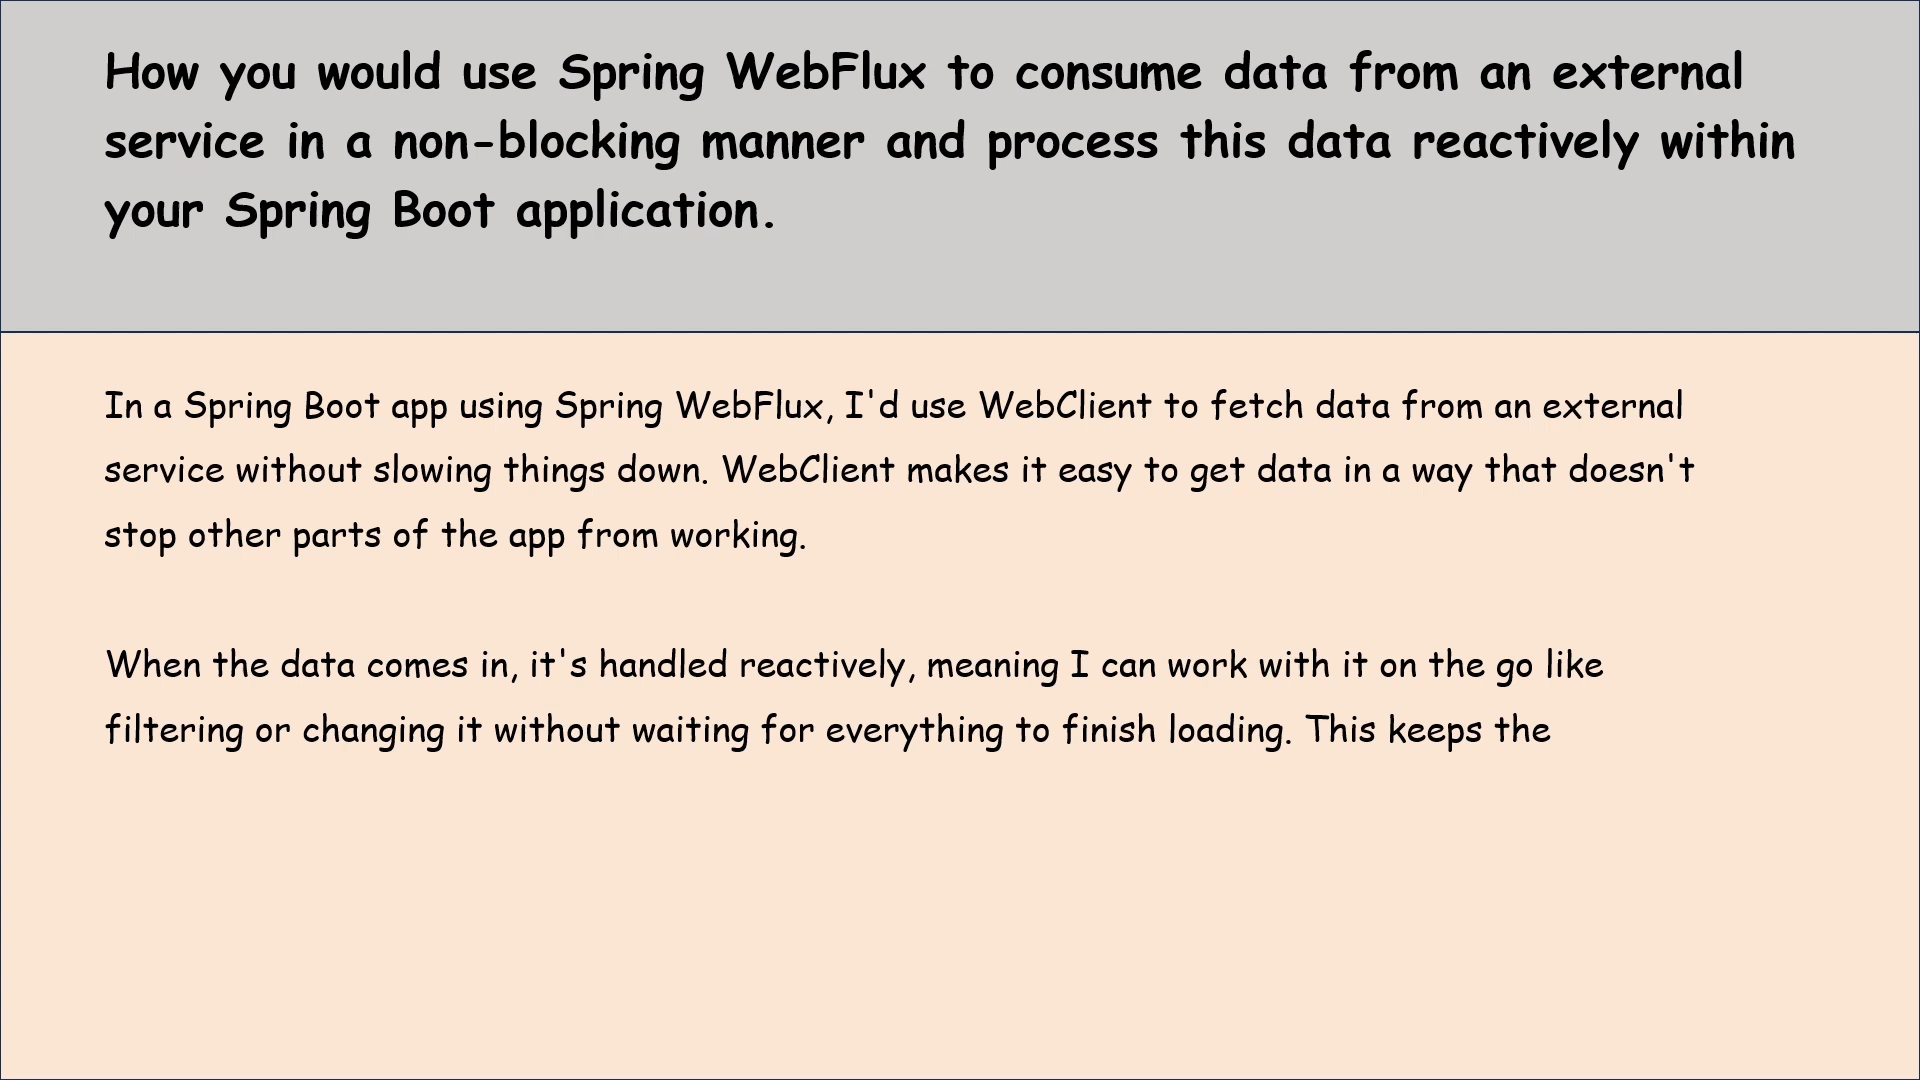 How you would use Spring WebFlux to consume data from an external
service in a non-blocking manner and process this data reactively within
your Spring Boot application.
In a Spring Boot app using Spring WebFlux, I'd use WebClient to fetch data from an external
service without slowing things down. WebClient makes it easy to get data in a way that doesn't
stop other parts of the app from working.
When the data comes in, it's handled reactively, meaning I can work with it on the go like
filtering or changing it without waiting for everything to finish loading. This keeps the